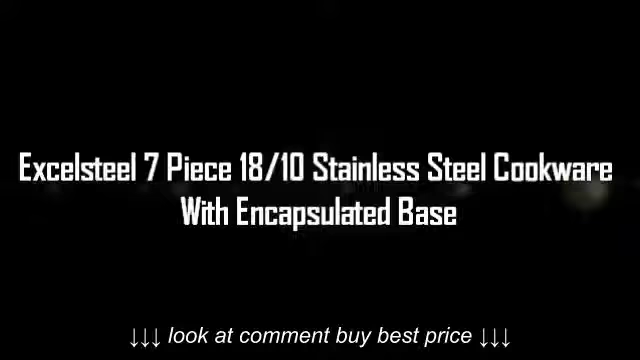 Excelsteel 7 Piece 18/10 Stainless Steel Cookware
With Encapsulated Base
↓↓↓ look at comment buy best price ↓↓↓